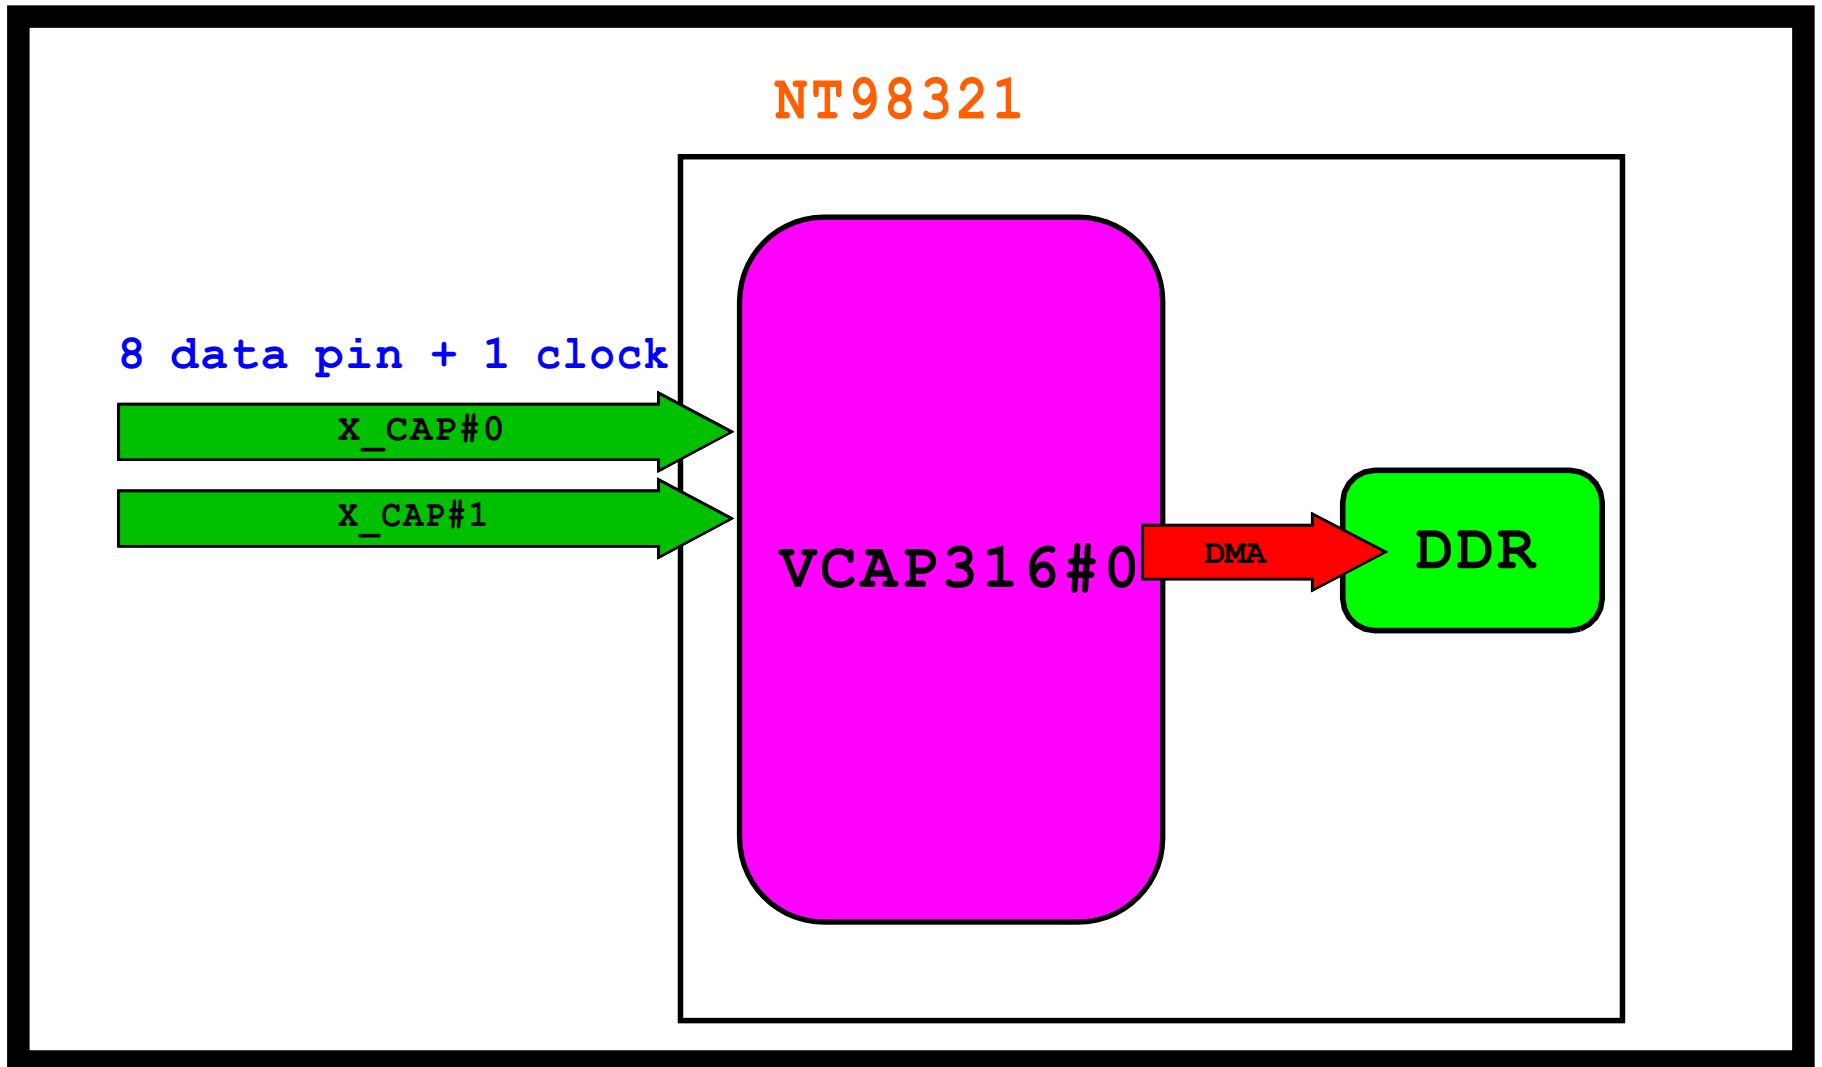 NT98321
8 data pin + 1 clock
X_CAP#0
X_CAP#1
VCAP316#0
DMA
DDR